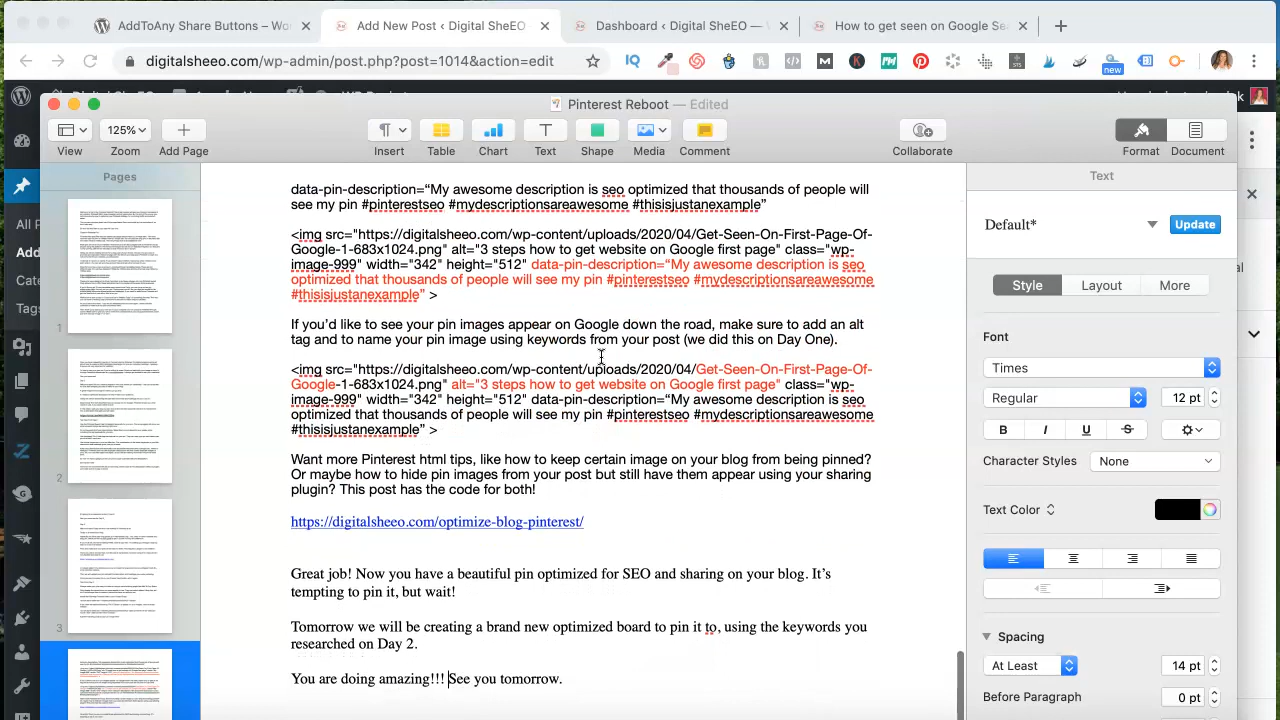 AddToAny Share Buttons – Wo
Add New Post ‹ Digital SheEO —
Dashboard ‹ Digital SheEO — W
How to get seen on Google Se
digitalsheeo.com/wp-admin/post.php?post=1014&action=edit
new
Pinterest Reboot — Edited
125%
View
Zoom
Add Page
Insert
Table
Chart
Text
Shape
Media
Comment
Collaborate
Format
Document
Pages
Text
data-pin-description=“My awesome description is seo optimized that thousands of people will
see my pin #pinterestseo #mydescriptionsareawesome #thisisjustanexample”
<img src="https://digitalsheeo.com/wp-content/uploads/2020/04/Get-Seen-On-First-Page-Of-
Google-1-683x1024.png" alt="3 steps to to get website on Google first page" class="wp-
image-999" width="342" height="512" data-pin-description=“My awesome description is seo
optimized that thousands of people will see my pin #pinterestseo #mydescriptionsareawesome
#thisisjustanexample” >
If you’d like to see your pin images appear on Google down the road, make sure to add an alt
tag and to name your pin image using keywords from your post (we did this on Day One).
<img src="https://digitalsheeo.com/wp-content/uploads/2020/04/Get-Seen-On-First-Page-Of-
Google-1-683x1024.png" alt="3 steps to to get website on Google first page" class="wp-
image-999" width="342" height="512" data-pin-description=“My awesome description is seo
optimized that thousands of people will see my pin #pinterestseo #mydescriptionsareawesome
#thisisjustanexample” >
Want more Pinterest html tips, like how to keep certain image on your blog from being pinned?
Or maybe how to hide pin images from your post but still have them appear using your sharing
plugin? This post has the code for both!
https://digitalsheeo.com/optimize-blog-pinterest/
Great job! Now you have a beautiful pin optimized for SEO and sharing on your blog. It’s
tempting to pin it, but wait!
Tomorrow we will be creating a brand new optimized board to pin it to, using the keywords you
researched on Day 2.
You are doing amazing!!! See you tomorrow.
1
2
3
All P
Add
Tags
Default*
Update
Style
Layout
More
Font
Times
Regular
12 pt
B
I
U
S
Character Styles
None
Text Color
Spacing
At Least
14 pt
Before Paragraph
0 pt